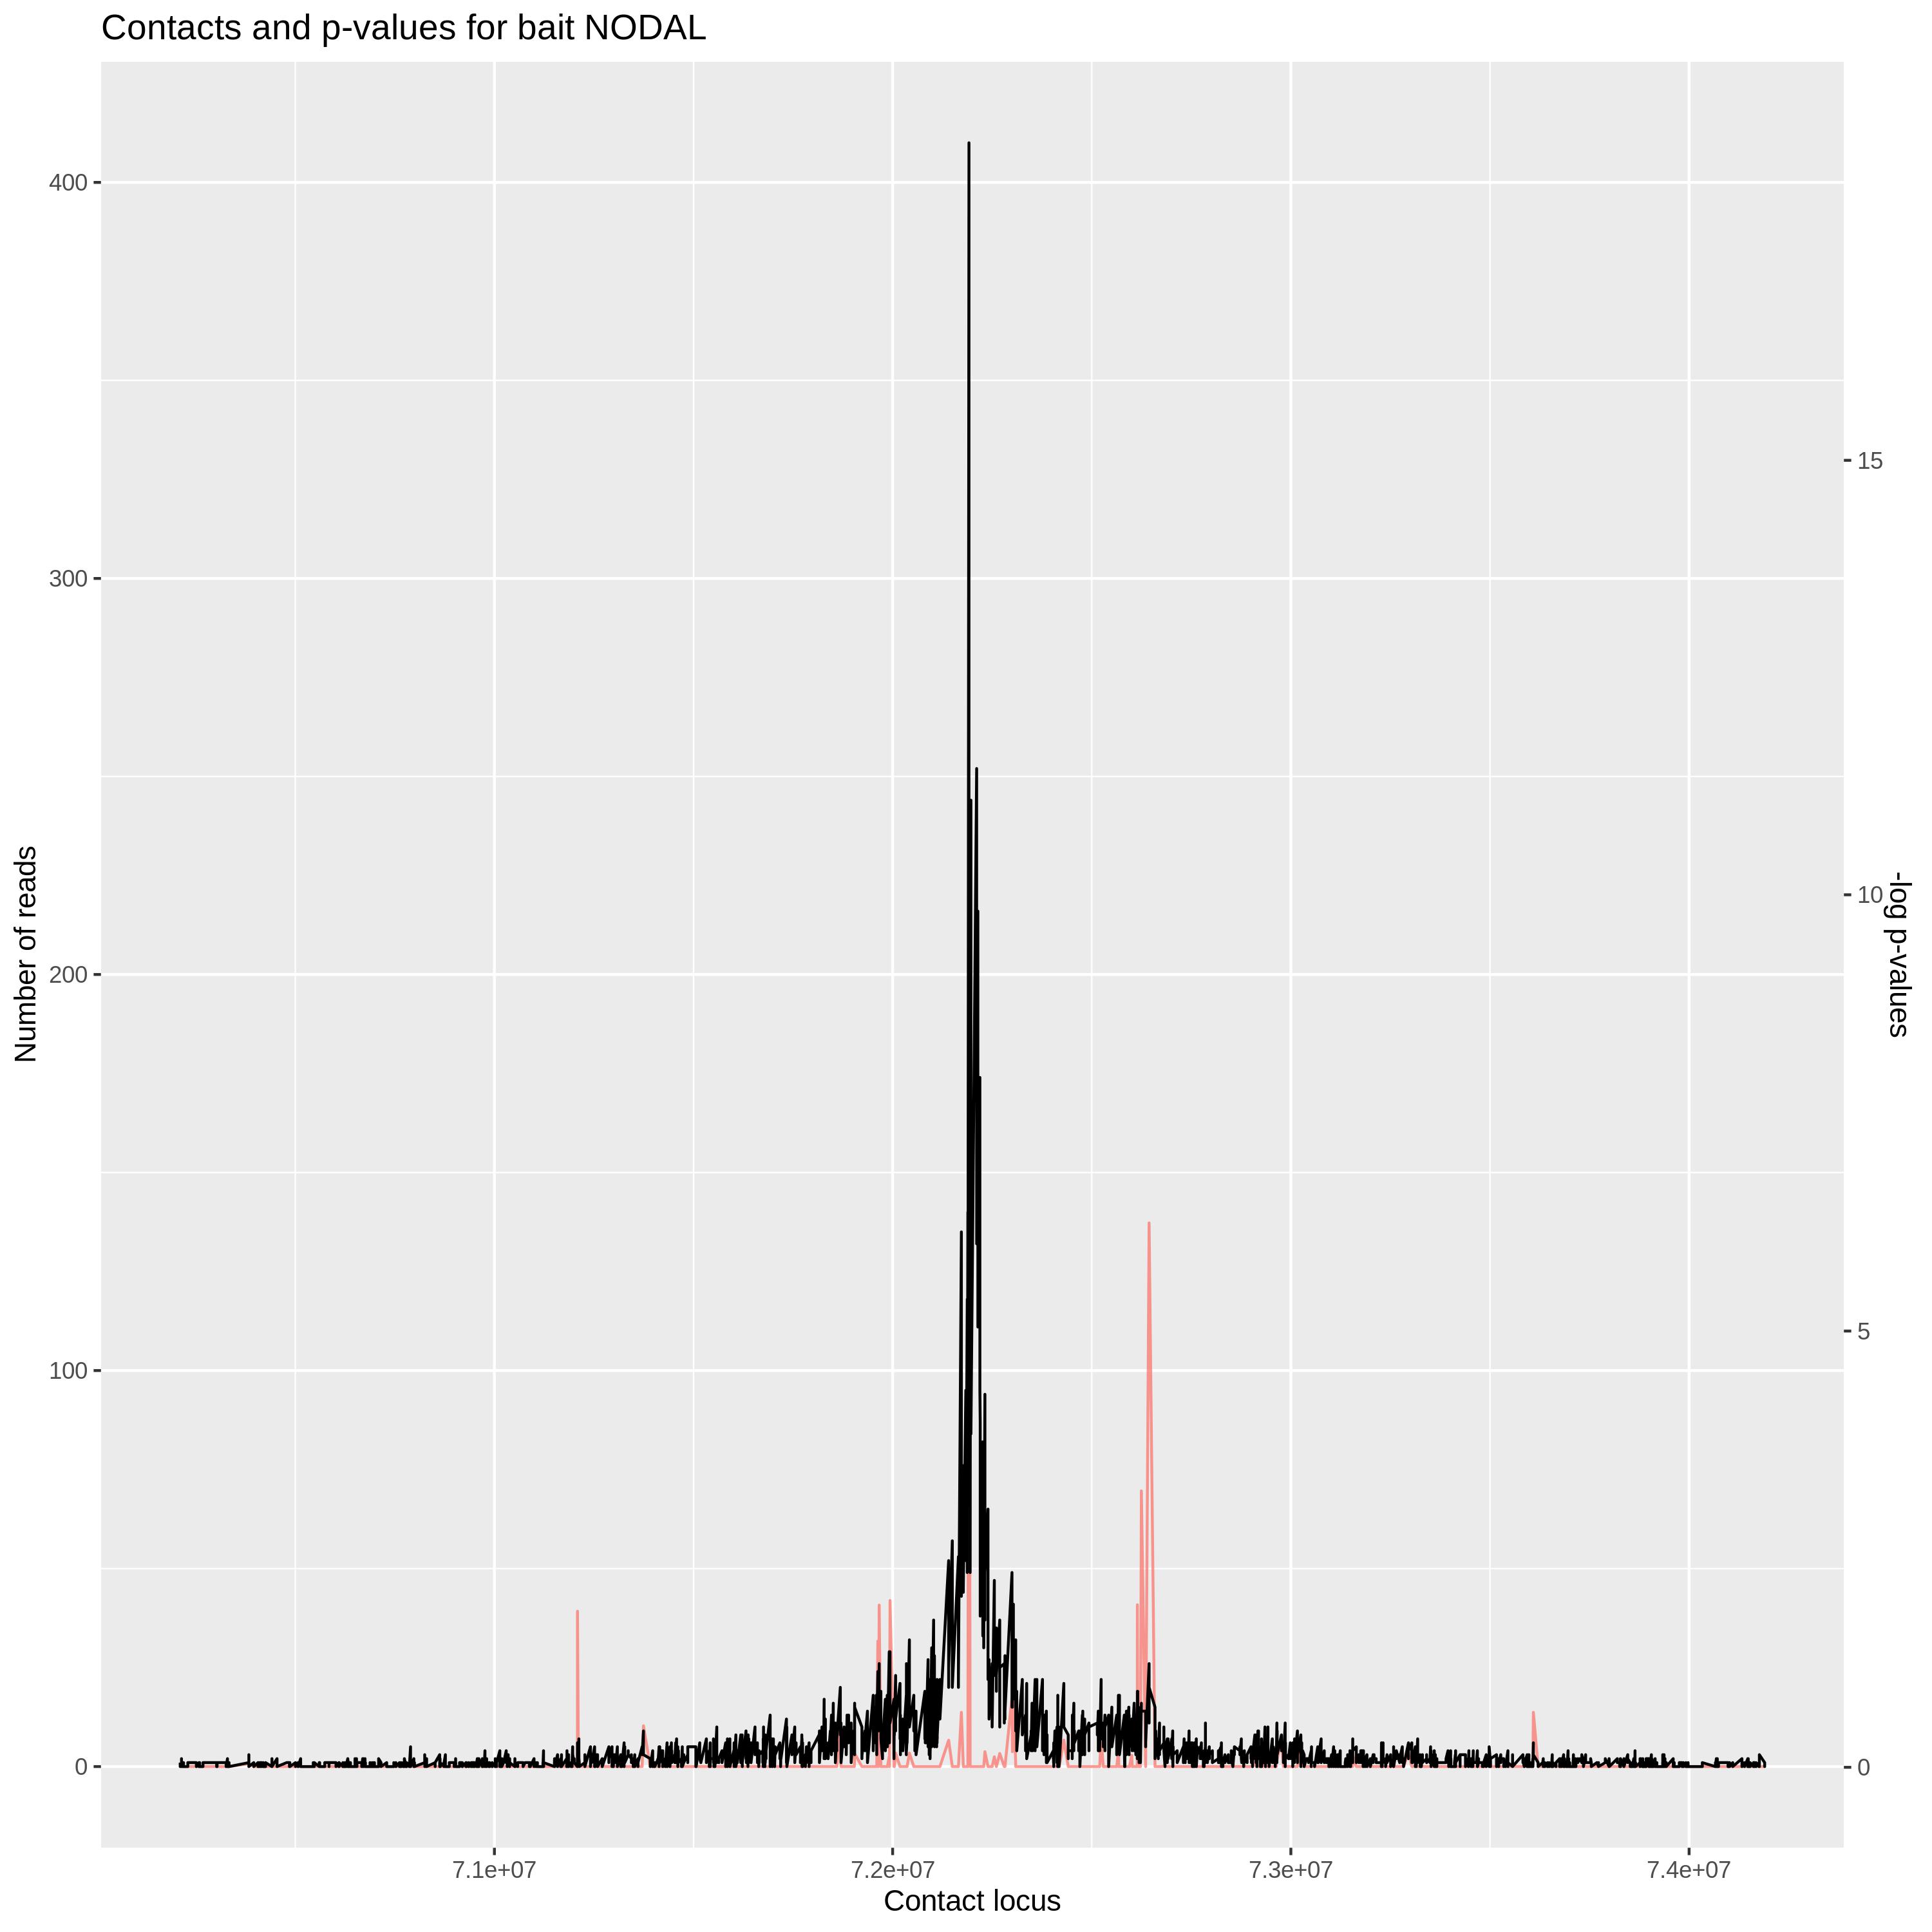 Contacts and p-values for bait NODAL
400
300
200
100
0
Number of reads
15
10
5
0
-log p-values
7.1e+07
7.2e+07
7.3e+07
7.4e+07
Contact locus